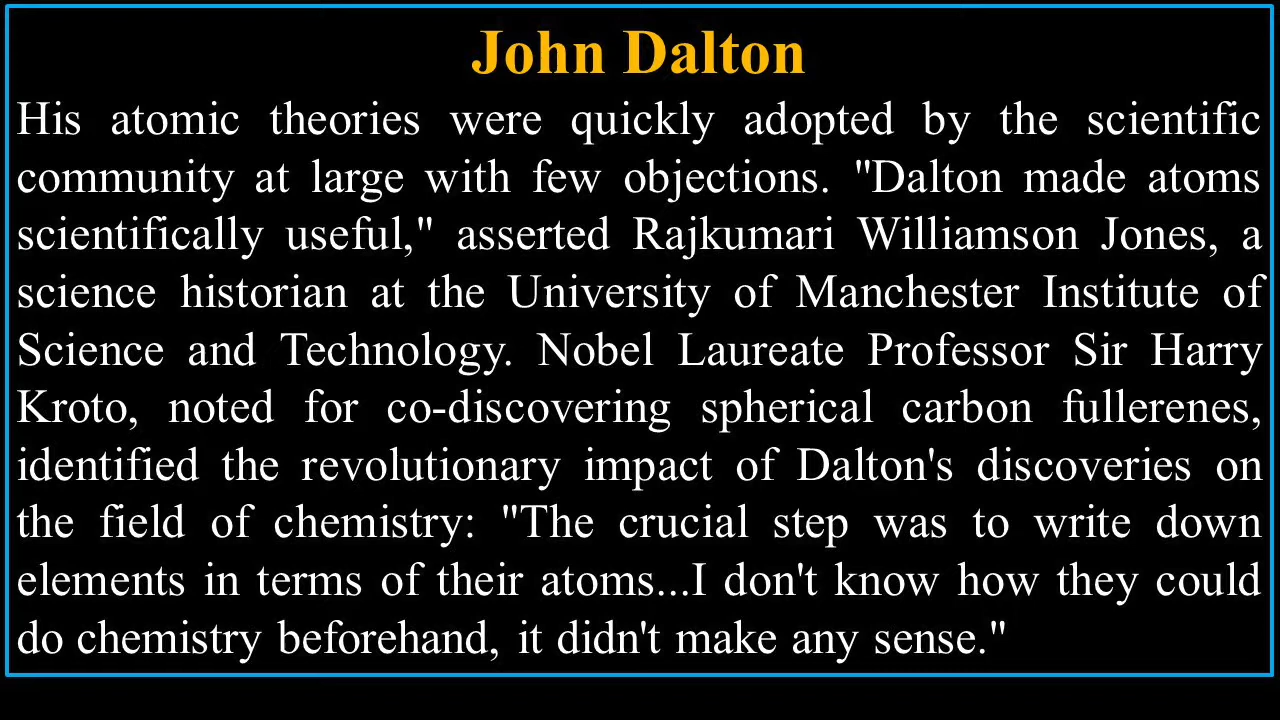 John Dalton
His atomic theories were quickly adopted by the scientific
community at large with few objections. "Dalton made atoms
scientifically useful," asserted Rajkumari Williamson Jones, a
science historian at the University of Manchester Institute of
Science and Technology. Nobel Laureate Professor Sir Harry
Kroto, noted for co-discovering spherical carbon fullerenes,
identified the revolutionary impact of Dalton's discoveries on
the field of chemistry: "The crucial step was to write down
elements in terms of their atoms...I don't know how they could
do chemistry beforehand, it didn't make any sense."